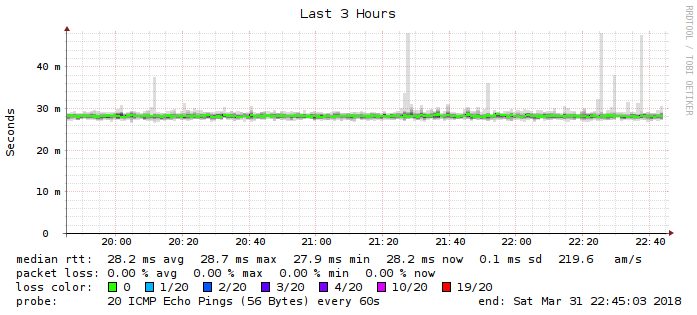 Last 3 Hours
RRDTOOL / TOBI OETIKER
Seconds
40 m
30 m
20 m
10 m
0
20:00 20:20 20:40 21:00 21:20 21:40 22:00 22:20 22:40
median rtt: 28.2 ms avg 28.7 ms max 27.9 ms min 28.2 ms now 0.1 ms sd 219.6 am/s
packet loss: 0.00 % avg 0.00 % max 0.00 % min 0.00 % now
loss color: 0 1/20 2/20 3/20 4/20 10/20 19/20
probe: 20 ICMP Echo Pings (56 Bytes) every 60s end: Sat Mar 31 22:45:03 2018